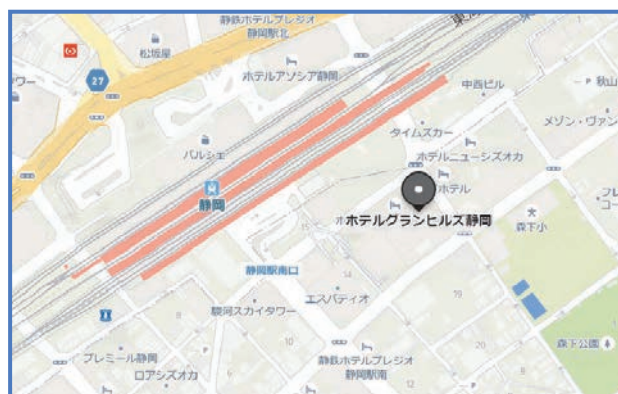 静鉄ホテルプレジオ
静岡駅北
松坂屋
27
ホテルアソシア静岡
中西ビル
秋山
P
メゾン・ヴァン
タイムズカー
パルシェ
ホテルニューシズオカ
ホテル
静岡
ホテルグランヒルズ静岡
森下小
15
静岡駅南口
14
エスパティオ
19
駿河スカイタワー
森下公園
プレミール静岡
10
静鉄ホテルプレジオ
静岡駅南
20
ロアシズオカ
P
12
P